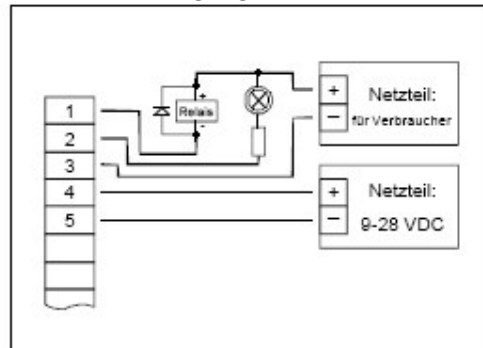 1
2
3
4
5
+
Relais
-
+
Netzteil:
−
für Verbraucher
+
Netzteil:
−
9-28 VDC